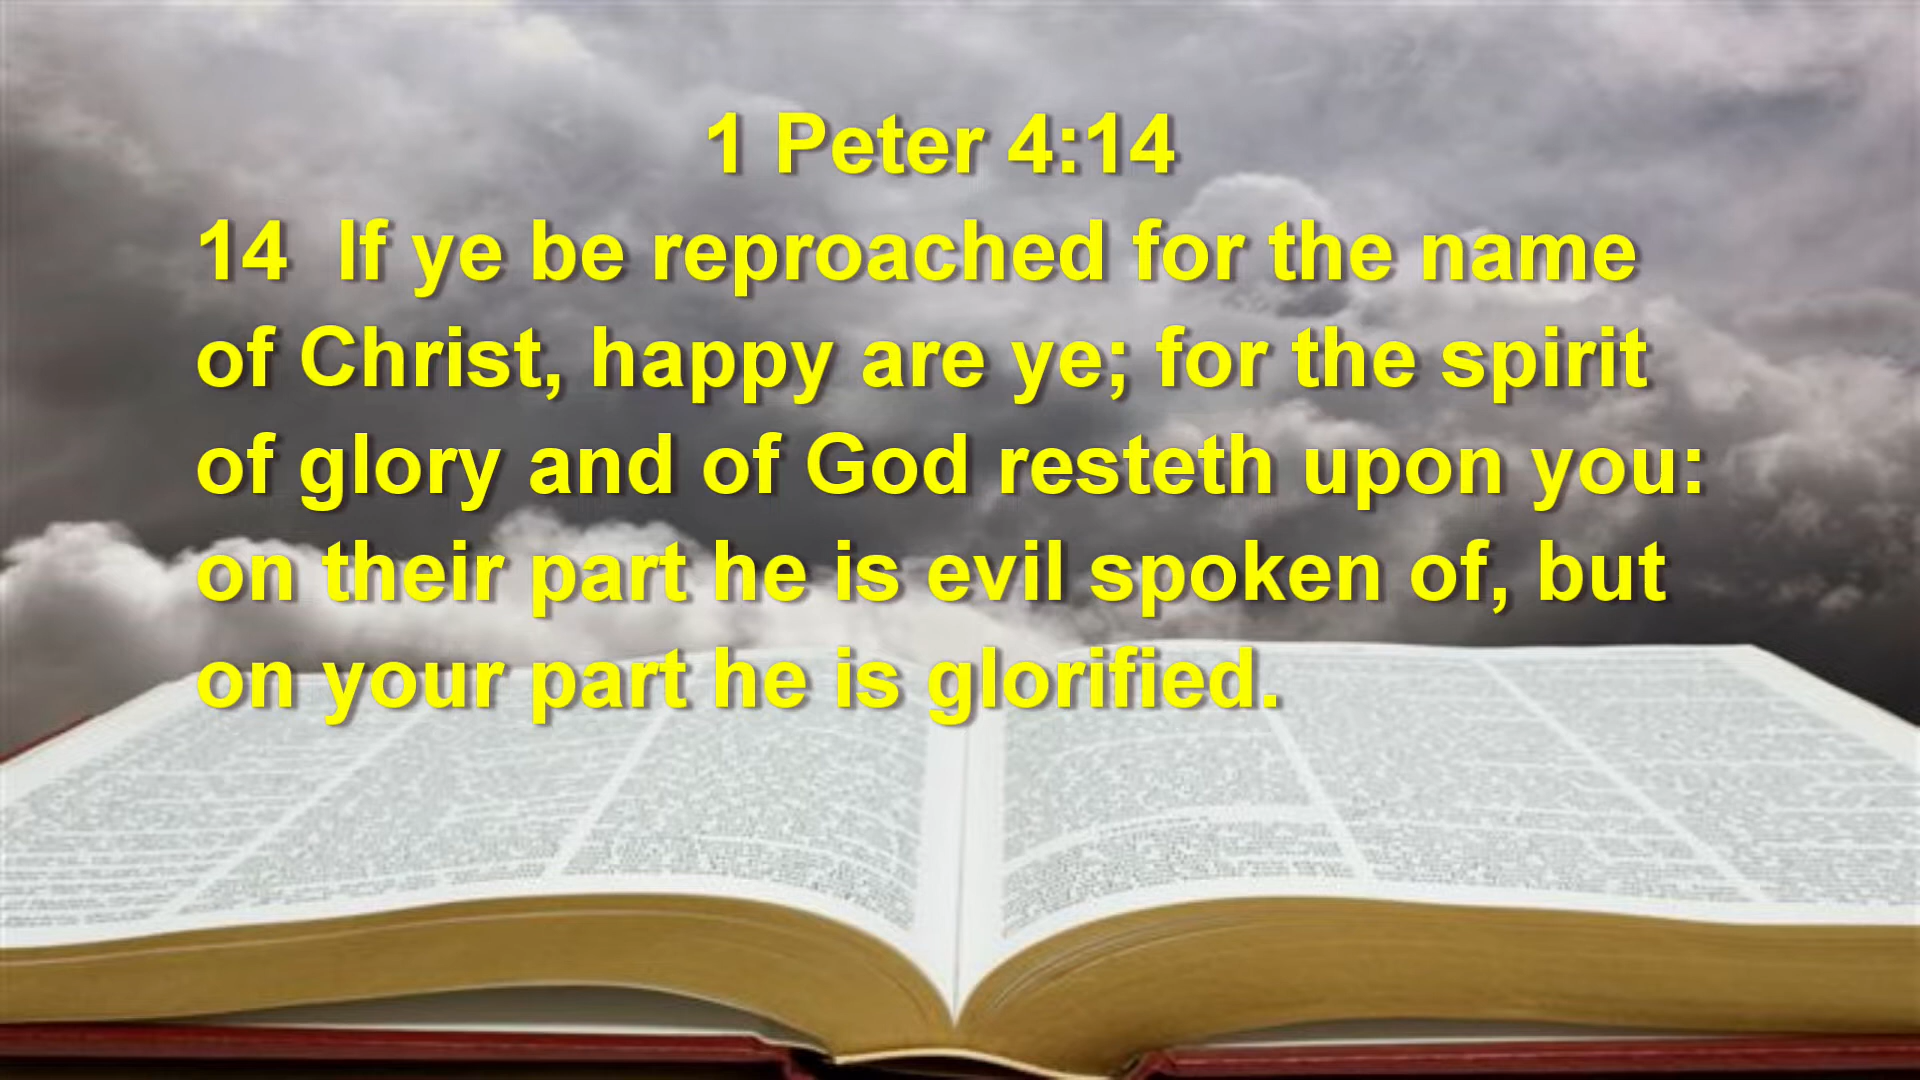 1 Peter 4:14
14  If ye be reproached for the name
of Christ, happy are ye; for the spirit
of glory and of God resteth upon you:
on their part he is evil spoken of, but
on your part he is glorified.